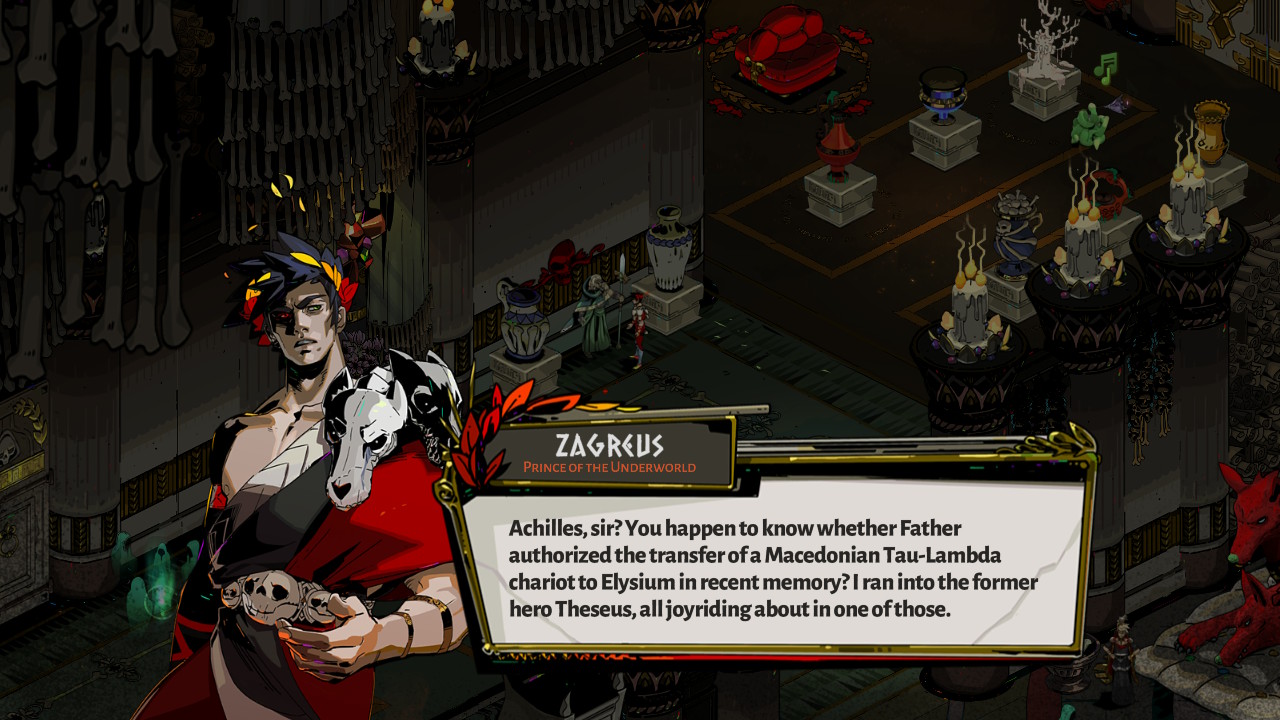 ZAGREUS
PRINCE OF THE UNDERWORLD
Achilles, sir? You happen to know whether Father
authorized the transfer of a Macedonian Tau-Lambda
chariot to Elysium in recent memory? I ran into the former
hero Theseus, all joyriding about in one of those.